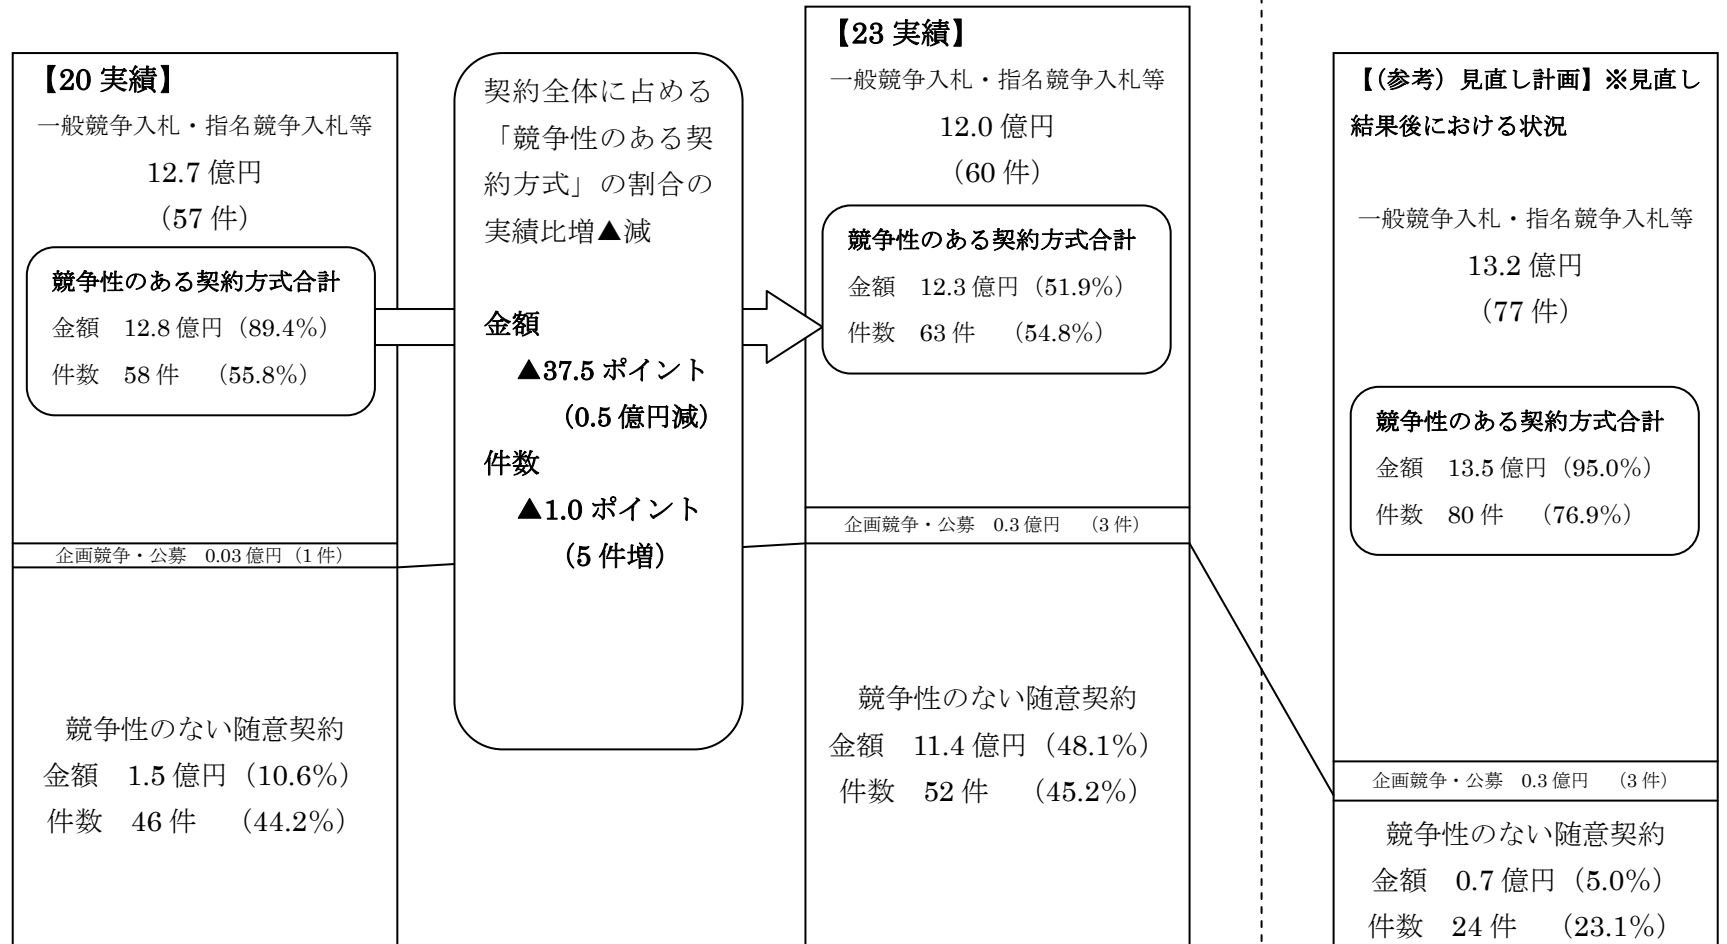 【20 実績】
一般競争入札・指名競争入札等
12.7 億円
（57 件）
競争性のある契約方式合計
金額　12.8 億円（89.4%）
件数　58 件　（55.8%）
企画競争・公募　0.03 億円（1 件）
競争性のない随意契約
金額　1.5 億円（10.6%）
件数　46 件　（44.2%）
契約全体に占める
「競争性のある契
約方式」の割合の
実績比増▲減
金額
▲37.5 ポイント
（0.5 億円減）
件数
▲1.0 ポイント
（5 件増）
【23 実績】
一般競争入札・指名競争入札等
12.0 億円
（60 件）
競争性のある契約方式合計
金額　12.3 億円（51.9%）
件数　63 件　（54.8%）
企画競争・公募　0.3 億円　（3 件）
競争性のない随意契約
金額　11.4 億円（48.1%）
件数　52 件　（45.2%）
【（参考）見直し計画】※見直し
結果後における状況
一般競争入札・指名競争入札等
13.2 億円
（77 件）
競争性のある契約方式合計
金額　13.5 億円（95.0%）
件数　80 件　（76.9%）
企画競争・公募　0.3 億円　（3 件）
競争性のない随意契約
金額　0.7 億円（5.0%）
件数　24 件　（23.1%）